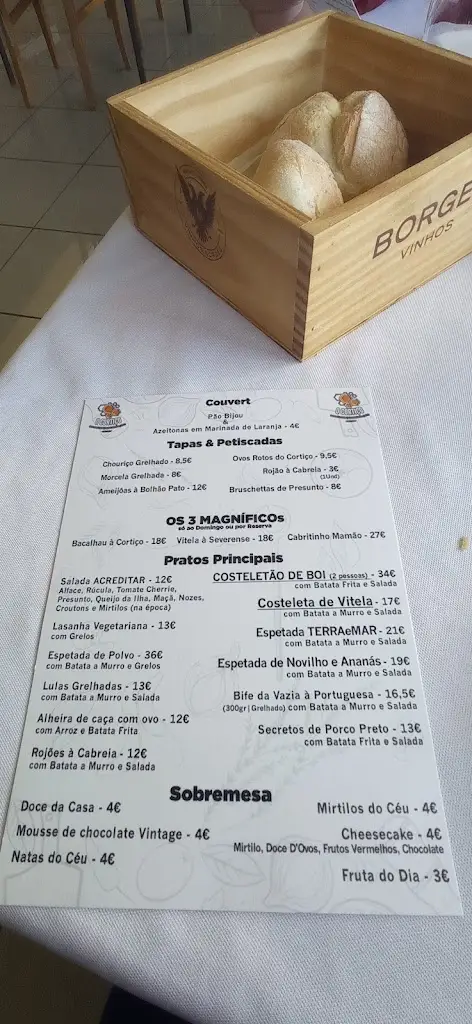 BORGE
VINHOS
Couvert
Pão Bijou
&
Azeitonas em Marinada de Laranja - 4€
Tapas & Petiscadas
Chouriço Grelhado - 8,5€
Morcela Grelhada - 8€
Ameijõas à Bolhão Pato - 12€
Ovos Rotos do Cortiço - 9,5€
Rojão à Cabreia - 3€
(1Und)
Bruschettas de Presunto - 8€
OS 3 MAGNÍFICOs
só ao Domingo ou por Reserva
Bacalhau à Cortiço - 18€ Vitela à Severense - 18€ Cabritinho Mamão - 27€
Pratos Principais
Salada ACREDITAR - 12€
Alface, Rúcula, Tomate Cherrie,
Presunto, Queijo da Ilha, Maçã, Nozes,
Croutons e Mirtilos (na época)
Lasanha Vegetariana - 13€
com Grelos
Espetada de Polvo - 36€
com Batata a Murro e Grelos
Lulas Grelhadas - 13€
com Batata a Murro e Salada
Alheira de caça com ovo - 12€
com Arroz e Batata Frita
Rojões à Cabreia - 12€
com Batata a Murro e Salada
COSTELETÃO DE BOI (2 pessoas) - 34€
com Batata Frita e Salada
Costeleta de Vitela - 17€
com Batata a Murro e Salada
Espetada TERRAeMAR - 21€
com Batata a Murro e Salada
Espetada de Novilho e Ananás - 19€
com Batata a Murro e Salada
Bife da Vazia à Portuguesa - 16,5€
(300gr|Grelhado) com Batata a Murro e Salada
Secretos de Porco Preto - 13€
com Batata Frita e Salada
Sobremesa
Doce da Casa - 4€
Mousse de chocolate Vintage - 4€
Natas do Céu - 4€
Mirtilos do Céu - 4€
Cheesecake - 4€
Mirtilo, Doce D'Ovos, Frutos Vermelhos, Chocolate
Fruta do Dia - 3€